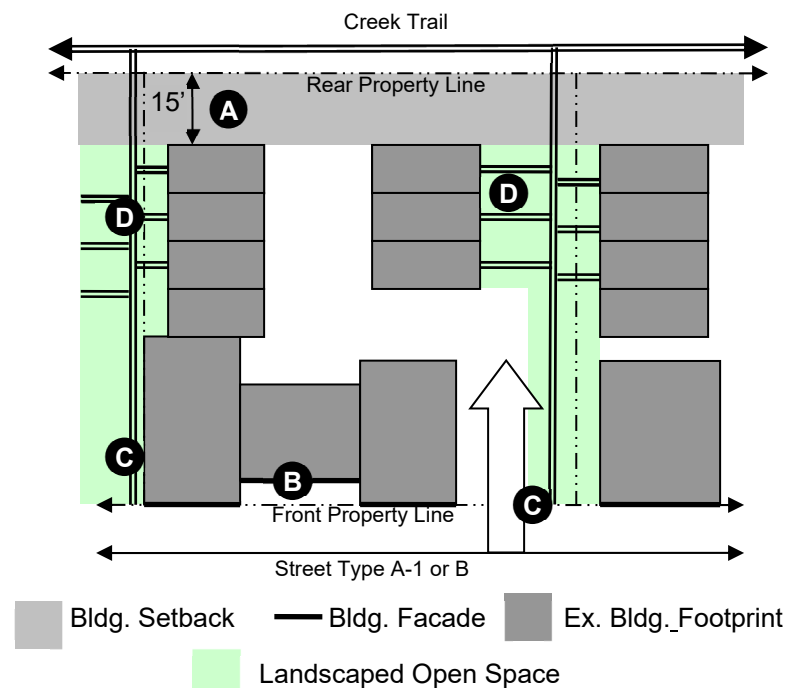 Creek Trail
Rear Property Line
15’ A
D D
C
B
C
Front Property Line
Street Type A-1 or B
Bldg. Setback Bldg. Facade Ex. Bldg. Footprint
Landscaped Open Space